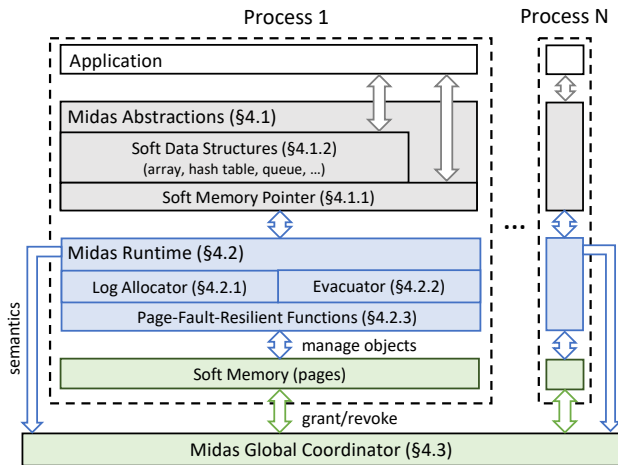 Process 1
Process N
Application
Midas Abstractions (§4.1)
Soft Data Structures (§4.1.2)
(array, hash table, queue, …)
Soft Memory Pointer (§4.1.1)
...
Midas Runtime (§4.2)
Log Allocator (§4.2.1)
Evacuator (§4.2.2)
Page-Fault-Resilient Functions (§4.2.3)
semantics
manage objects
Soft Memory (pages)
grant/revoke
Midas Global Coordinator (§4.3)